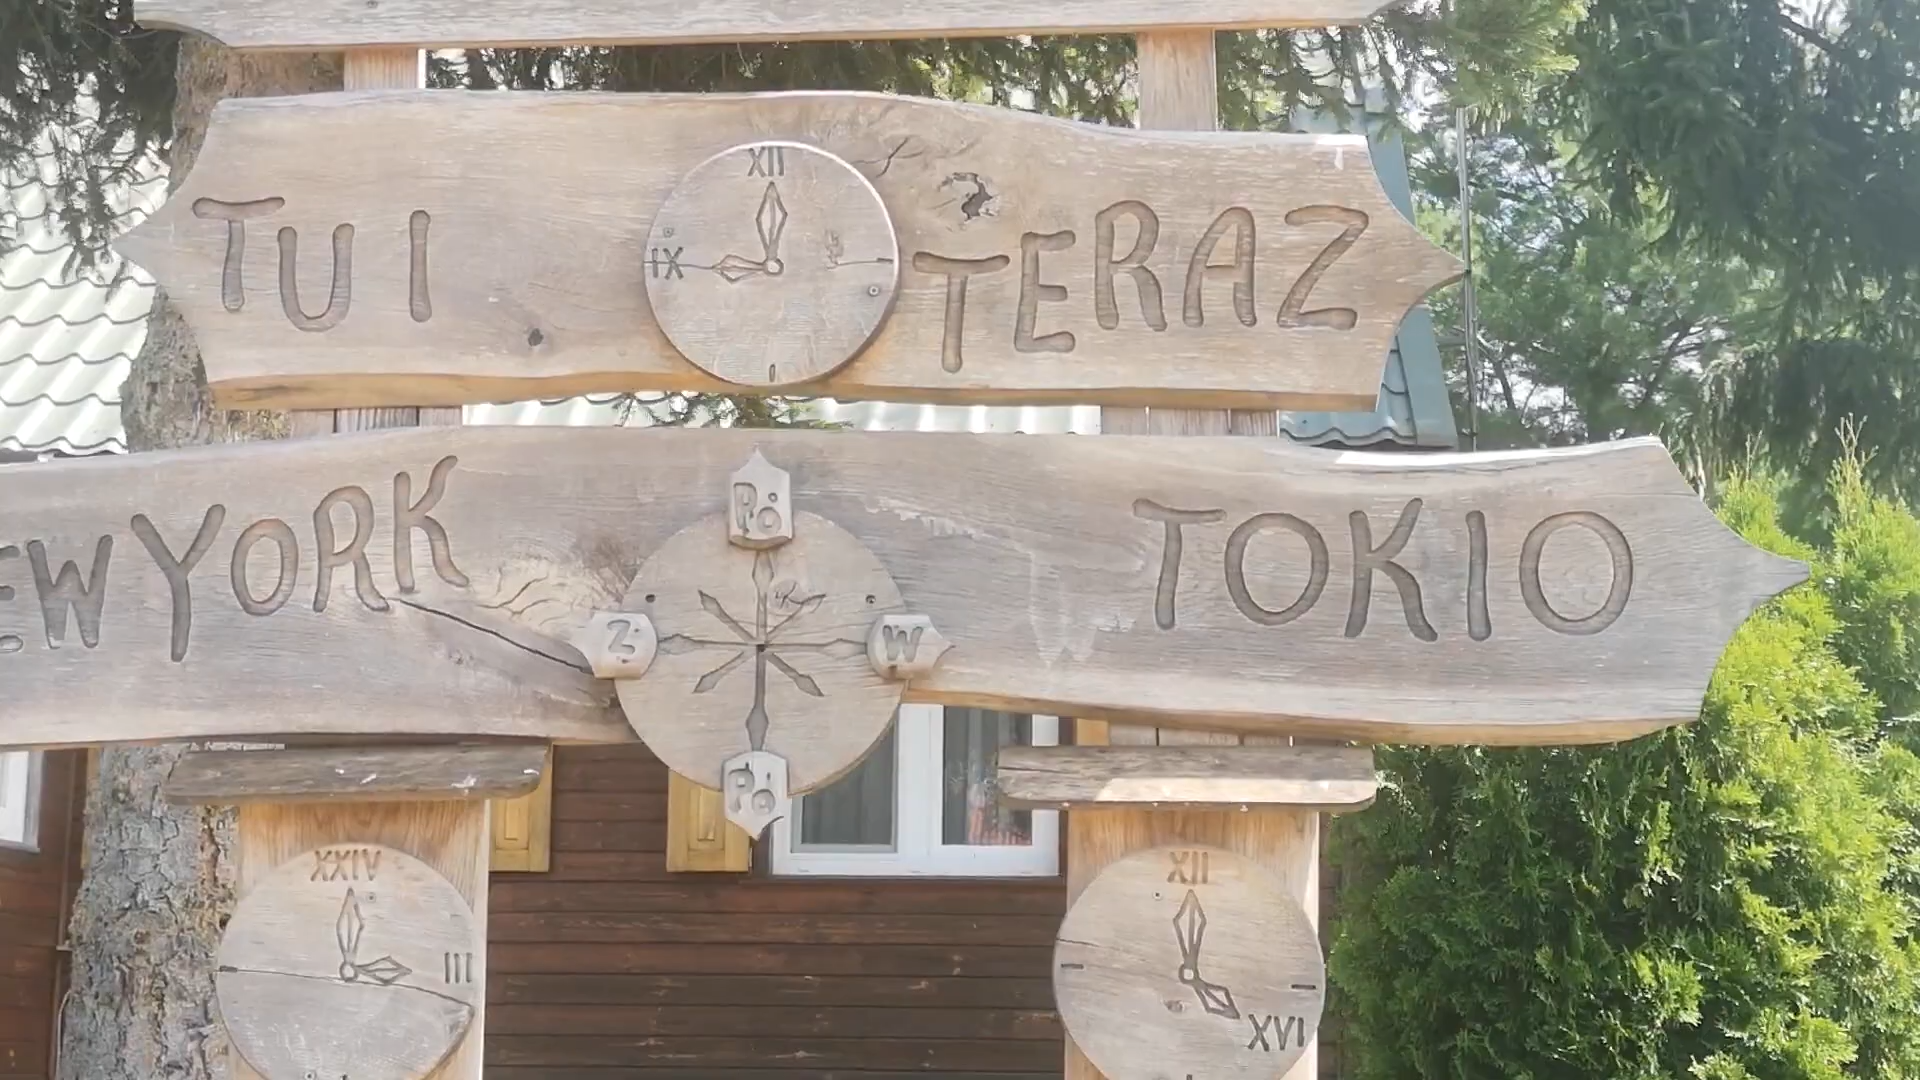 XII
TU I
IX
TERAZ
Pó
EWYORK
TOKIO
Z
W
Pó
XXIV
III
XII
XVI